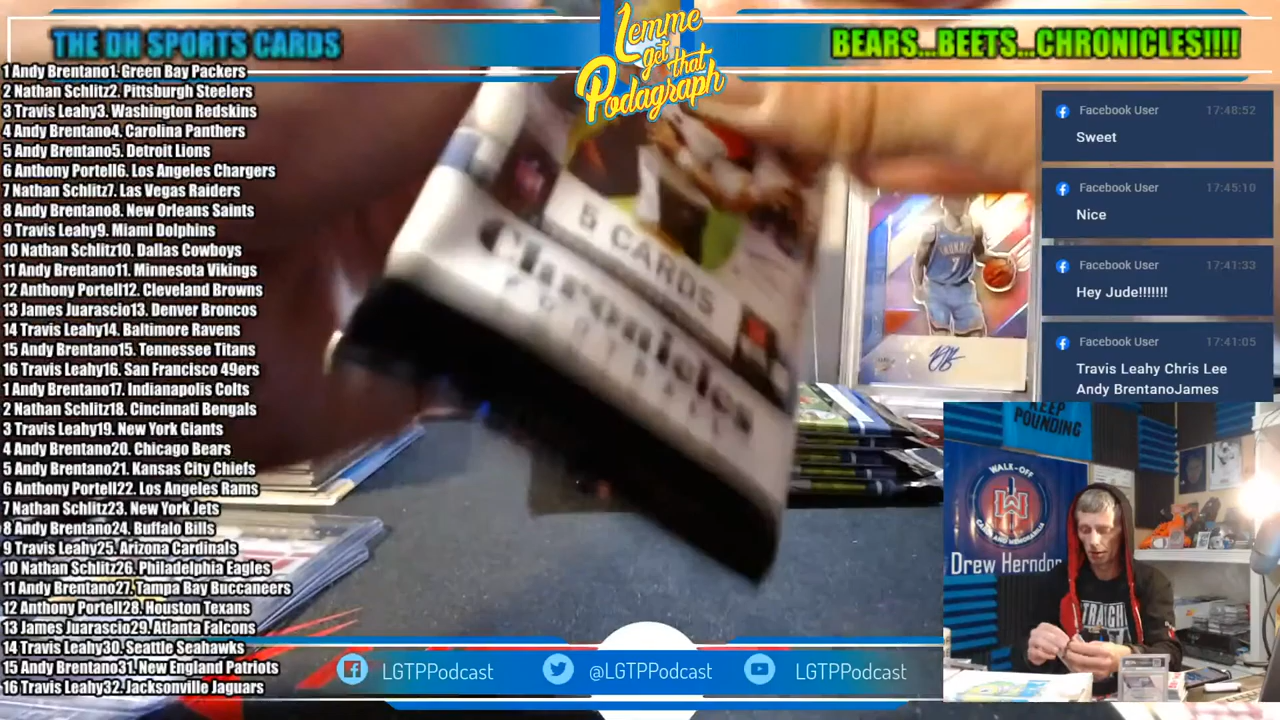 THE DH SPORTS CARDS
Lemme
get
that
Podagraph
BEARS...BEETS...CHRONICLES!!!!
1 Andy Brentano1. Green Bay Packers
2 Nathan Schlitz2. Pittsburgh Steelers
3 Travis Leahy3. Washington Redskins
4 Andy Brentano4. Carolina Panthers
5 Andy Brentano5. Detroit Lions
6 Anthony Portell6. Los Angeles Chargers
7 Nathan Schlitz7. Las Vegas Raiders
8 Andy Brentano8. New Orleans Saints
9 Travis Leahy9. Miami Dolphins
10 Nathan Schlitz10. Dallas Cowboys
11 Andy Brentano11. Minnesota Vikings
12 Anthony Portell12. Cleveland Browns
13 James Juarascio13. Denver Broncos
14 Travis Leahy14. Baltimore Ravens
15 Andy Brentano15. Tennessee Titans
16 Travis Leahy16. San Francisco 49ers
1 Andy Brentano17. Indianapolis Colts
2 Nathan Schlitz18. Cincinnati Bengals
3 Travis Leahy19. New York Giants
4 Andy Brentano20. Chicago Bears
5 Andy Brentano21. Kansas City Chiefs
6 Anthony Portell22. Los Angeles Rams
7 Nathan Schlitz23. New York Jets
8 Andy Brentano24. Buffalo Bills
9 Travis Leahy25. Arizona Cardinals
10 Nathan Schlitz26. Philadelphia Eagles
11 Andy Brentano27. Tampa Bay Buccaneers
12 Anthony Portell28. Houston Texans
13 James Juarascio29. Atlanta Falcons
14 Travis Leahy30. Seattle Seahawks
15 Andy Brentano31. New England Patriots
16 Travis Leahy32. Jacksonville Jaguars
5 CARDS
Chronicles
FOOTBALL
THUNDER
7
Facebook User 17:48:52
Sweet
Facebook User 17:45:10
Nice
Facebook User 17:41:33
Hey Jude!!!!!!!
Facebook User 17:41:05
Travis Leahy Chris Lee
Andy BrentanoJames
KEEP
POUNDING
WALK-OFF
CARDS AND MEMORABILIA
Drew Herndon
STRAIGHT
LGTPPodcast
@LGTPPodcast
LGTPPodcast